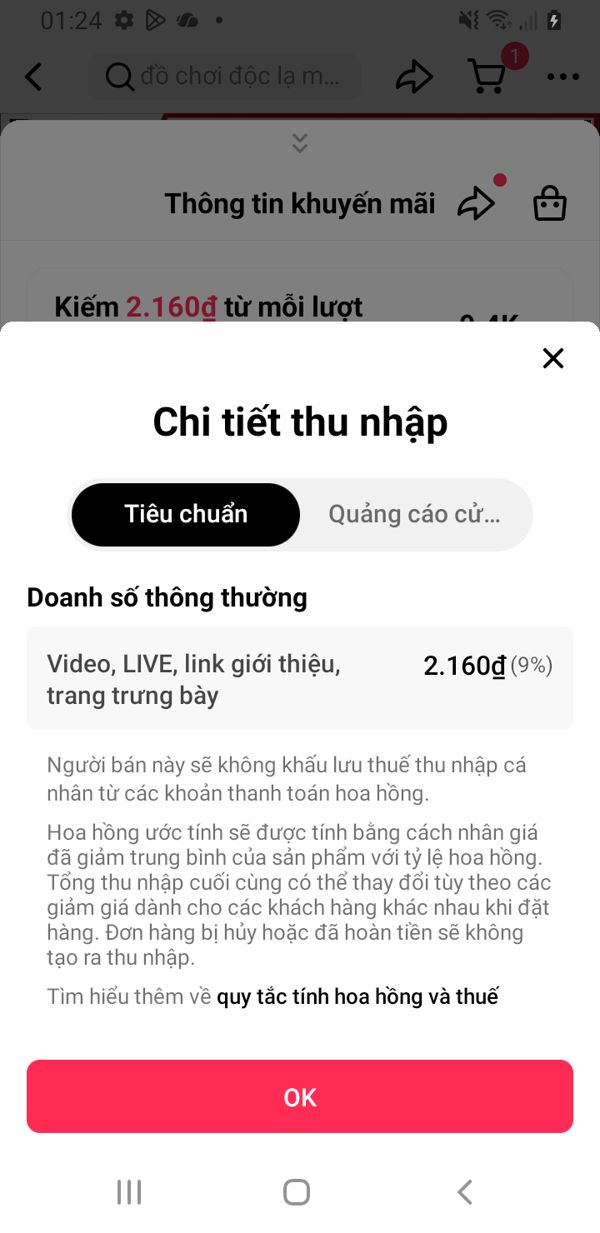 01:24
đồ chơi độc lạ m...
1
Thông tin khuyến mãi
Kiếm 2.160₫ từ mỗi lượt
Chi tiết thu nhập
Tiêu chuẩn
Quảng cáo cử...
Doanh số thông thường
Video, LIVE, link giới thiệu,
trang trưng bày
2.160₫ (9%)
Người bán này sẽ không khấu lưu thuế thu nhập cá
nhân từ các khoản thanh toán hoa hồng.
Hoa hồng ước tính sẽ được tính bằng cách nhân giá
đã giảm trung bình của sản phẩm với tỷ lệ hoa hồng.
Tổng thu nhập cuối cùng có thể thay đổi tùy theo các
giảm giá dành cho các khách hàng khác nhau khi đặt
hàng. Đơn hàng bị hủy hoặc đã hoàn tiền sẽ không
tạo ra thu nhập.
Tìm hiểu thêm về quy tắc tính hoa hồng và thuế
OK